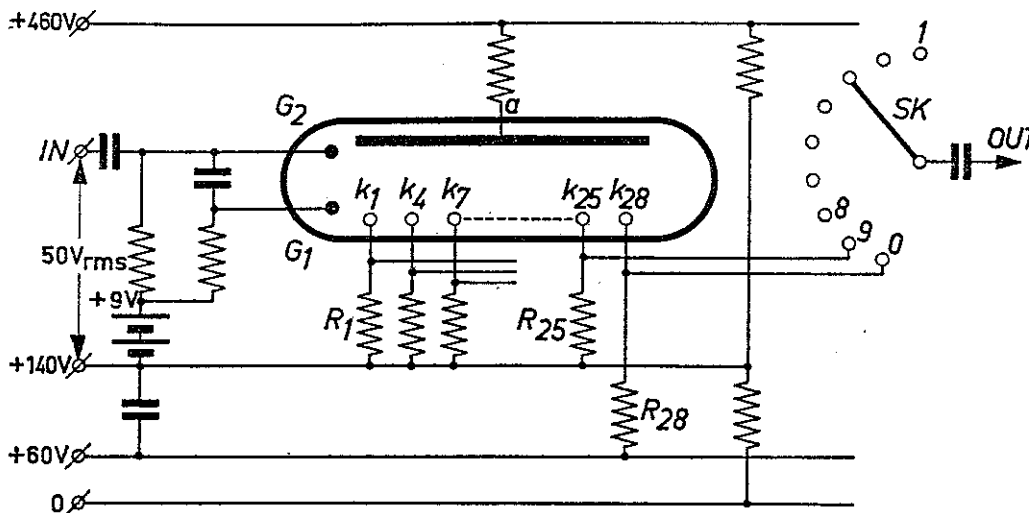 +460V
1
G2
a
SK
IN
OUT
k1 k4 k7 k25 k28
8
9
0
G1
50Vrms
+9V
R1
R25
+140V
R28
+60V
0